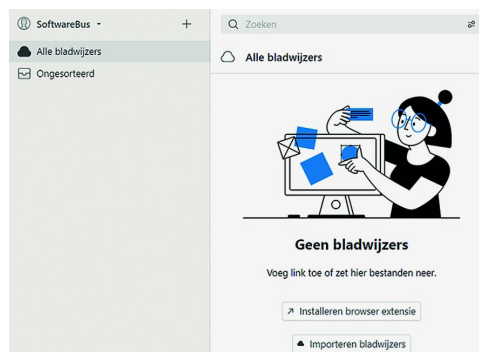 SoftwareBus
Alle bladwijzers
Ongesorteerd
Zoeken
Alle bladwijzers
Geen bladwijzers
Voeg link toe of zet hier bestanden neer.
Installeren browser extensie
Importeren bladwijzers